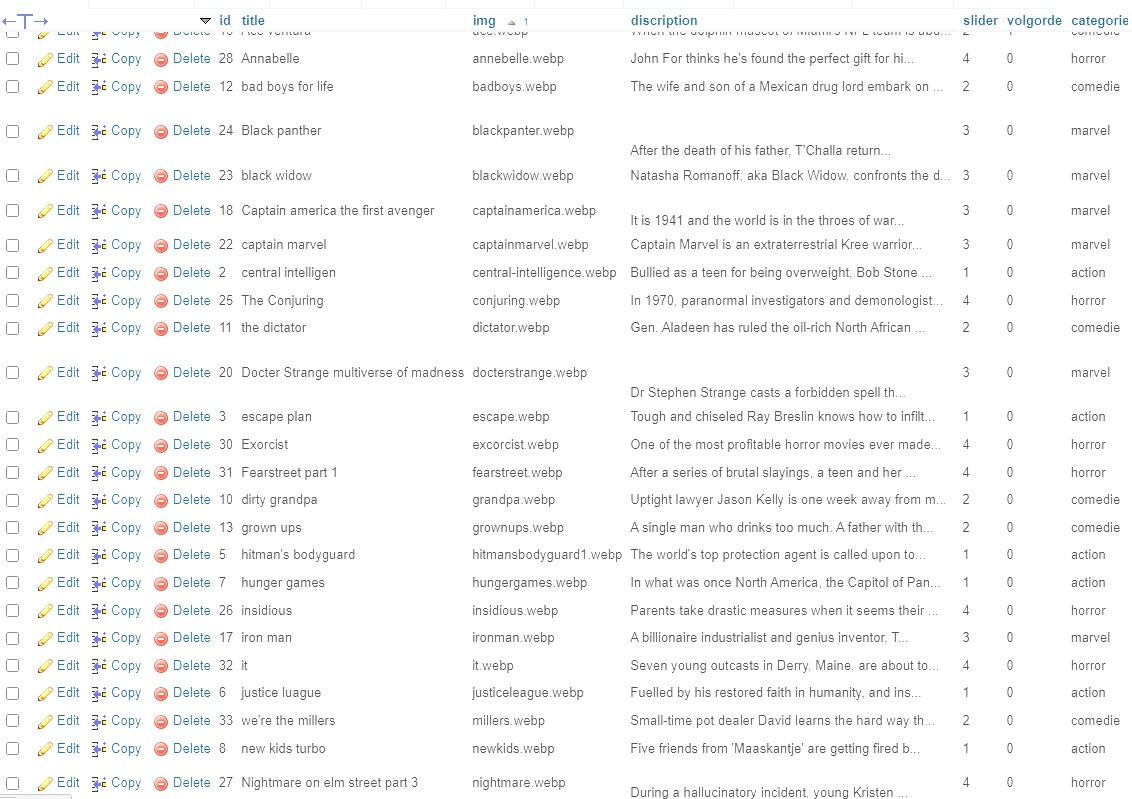 id title img 1 discription slider volgorde categorie
Edit Copy Delete Ace ventura ace.webp When the dolphin mascot of Miami's NFL team is abd... comedie
Edit Copy Delete 28 Annabelle annebelle.webp John For thinks he's found the perfect gift for hi... 4 0 horror
Edit Copy Delete 12 bad boys for life badboys.webp The wife and son of a Mexican drug lord embark on ... 2 0 comedie
Edit Copy Delete 24 Black panther blackpanter.webp 3 0 marvel
After the death of his father, T'Challa return...
Edit Copy Delete 23 black widow blackwidow.webp Natasha Romanoff, aka Black Widow, confronts the d... 3 0 marvel
Edit Copy Delete 18 Captain america the first avenger captainamerica.webp 3 0 marvel
It is 1941 and the world is in the throes of war...
Edit Copy Delete 22 captain marvel captainmarvel.webp Captain Marvel is an extraterrestrial Kree warrior... 3 0 marvel
Edit Copy Delete 2 central intelligen central-intelligence.webp Bullied as a teen for being overweight, Bob Stone ... 1 0 action
Edit Copy Delete 25 The Conjuring conjuring.webp In 1970, paranormal investigators and demonologist... 4 0 horror
Edit Copy Delete 11 the dictator dictator.webp Gen. Aladeen has ruled the oil-rich North African ... 2 0 comedie
Edit Copy Delete 20 Docter Strange multiverse of madness docterstrange.webp 3 0 marvel
Dr Stephen Strange casts a forbidden spell th...
Edit Copy Delete 3 escape plan escape.webp Tough and chiseled Ray Breslin knows how to infilt... 1 0 action
Edit Copy Delete 30 Exorcist excorcist.webp One of the most profitable horror movies ever made... 4 0 horror
Edit Copy Delete 31 Fearstreet part 1 fearstreet.webp After a series of brutal slayings, a teen and her ... 4 0 horror
Edit Copy Delete 10 dirty grandpa grandpa.webp Uptight lawyer Jason Kelly is one week away from m... 2 0 comedie
Edit Copy Delete 13 grown ups grownups.webp A single man who drinks too much. A father with th... 2 0 comedie
Edit Copy Delete 5 hitman's bodyguard hitmansbodyguard1.webp The world's top protection agent is called upon to... 1 0 action
Edit Copy Delete 7 hunger games hungergames.webp In what was once North America, the Capitol of Pan... 1 0 action
Edit Copy Delete 26 insidious insidious.webp Parents take drastic measures when it seems their ... 4 0 horror
Edit Copy Delete 17 iron man ironman.webp A billionaire industrialist and genius inventor, T... 3 0 marvel
Edit Copy Delete 32 it it.webp Seven young outcasts in Derry, Maine, are about to... 4 0 horror
Edit Copy Delete 6 justice luague justiceleague.webp Fuelled by his restored faith in humanity, and ins... 1 0 action
Edit Copy Delete 33 we're the millers millers.webp Small-time pot dealer David learns the hard way th... 2 0 comedie
Edit Copy Delete 8 new kids turbo newkids.webp Five friends from 'Maaskantje' are getting fired b... 1 0 action
Edit Copy Delete 27 Nightmare on elm street part 3 nightmare.webp 4 0 horror
During a hallucinatory incident, young Kristen ...